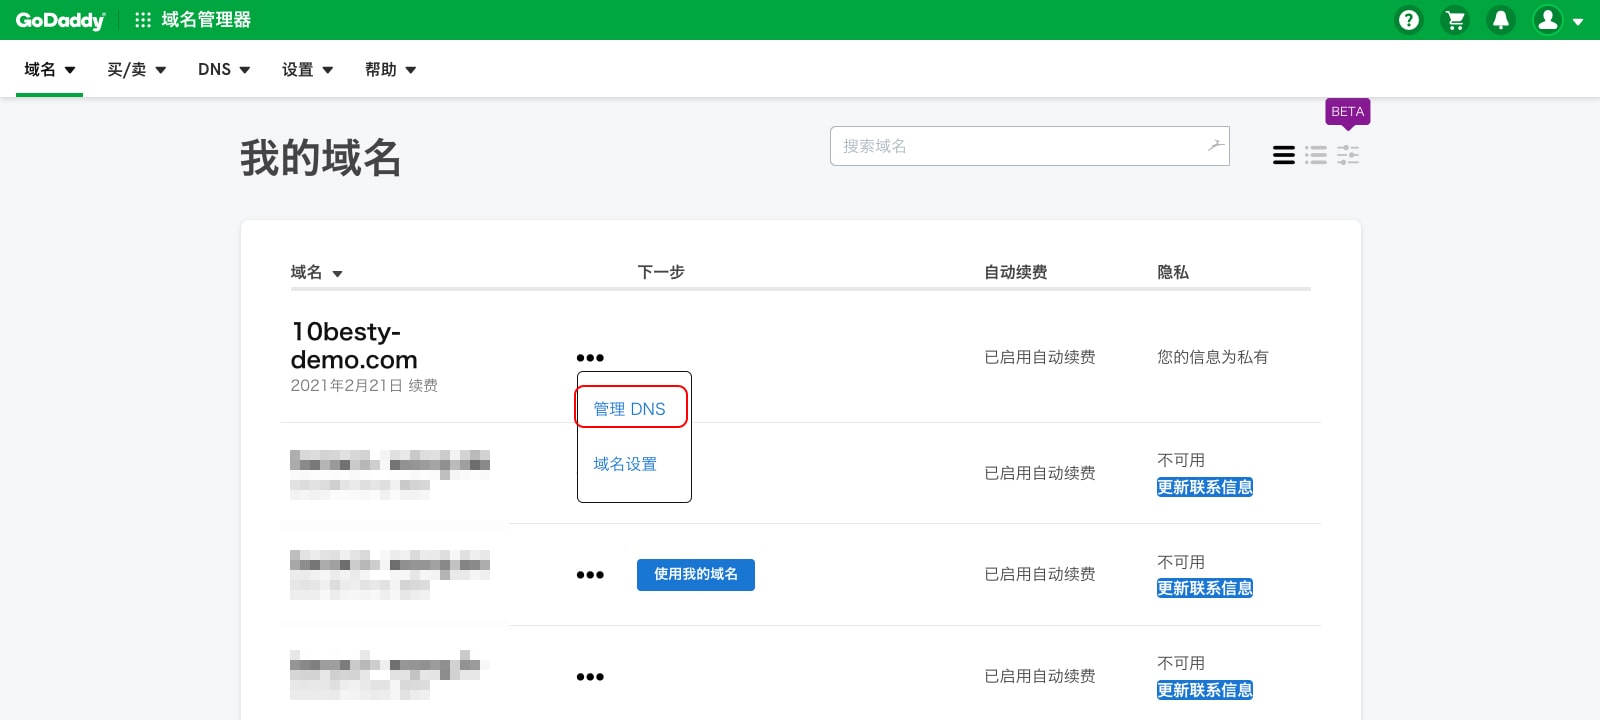 GoDaddy 域名管理器
域名 买/卖 DNS 设置 帮助
BETA
我的域名
搜索域名
域名 下一步 自动续费 隐私
10besty-
demo.com
2021年2月21日 续费
已启用自动续费
您的信息为私有
管理 DNS
域名设置
已启用自动续费
不可用
更新联系信息
使用我的域名
已启用自动续费
不可用
更新联系信息
已启用自动续费
不可用
更新联系信息